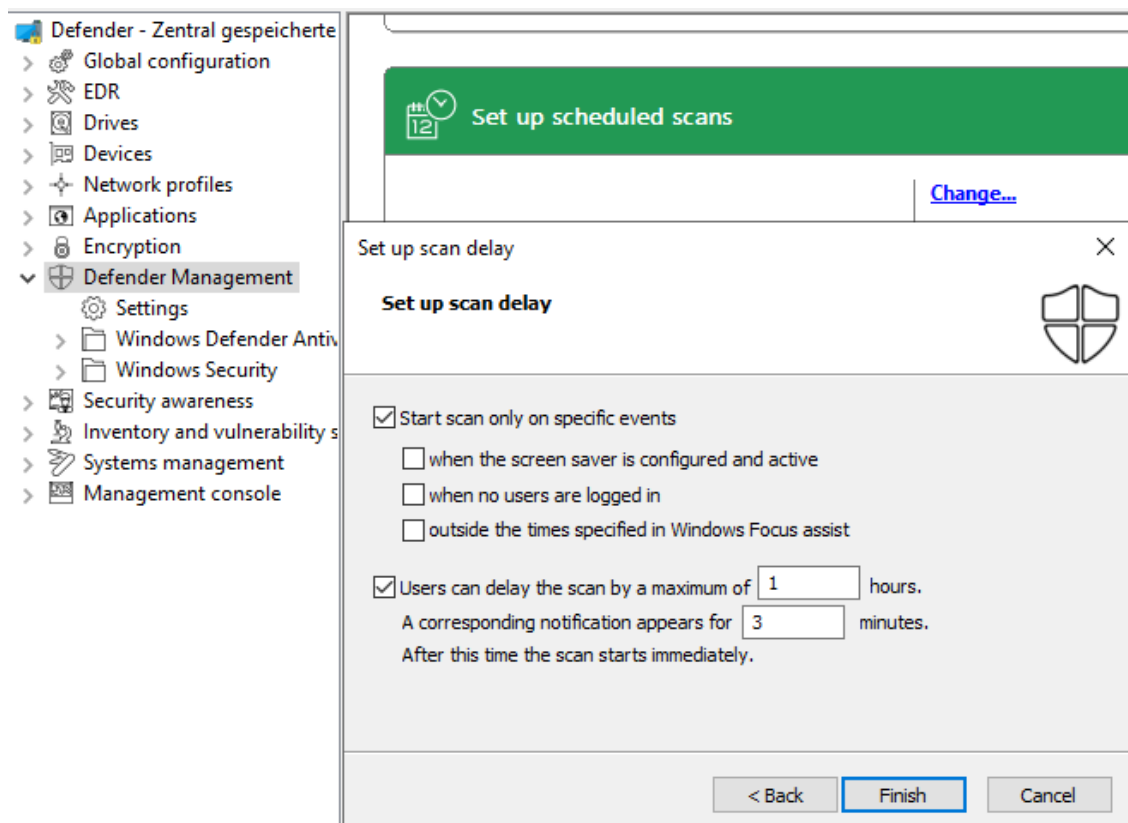 Defender - Zentral gespeicherte
Global configuration
EDR
Drives
Devices
Network profiles
Applications
Encryption
Defender Management
Settings
Windows Defender Antiv
Windows Security
Security awareness
Inventory and vulnerability s
Systems management
Management console
12
Set up scheduled scans
Change...
Set up scan delay
Set up scan delay
Start scan only on specific events
when the screen saver is configured and active
when no users are logged in
outside the times specified in Windows Focus assist
Users can delay the scan by a maximum of 1 hours.
A corresponding notification appears for 3 minutes.
After this time the scan starts immediately.
< Back Finish Cancel